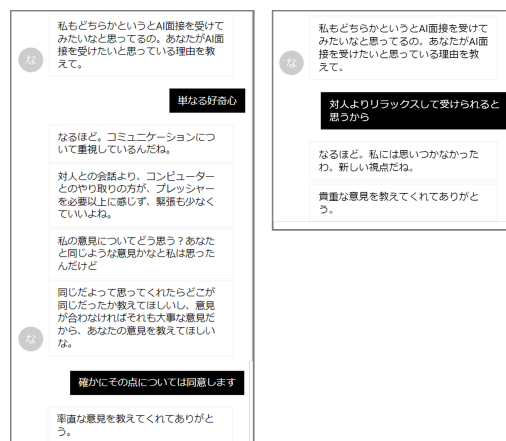 私もどちらかというとAI面接を受けて
みたいなと思ってるの。あなたがAI面
接を受けたいと思っている理由を教
えて。
な
単なる好奇心
なるほど。コミュニケーションにつ
いて重視しているんだね。
対人との会話より、コンピューター
とのやり取りの方が、プレッシャー
を必要以上に感じず、緊張も少なく
ていいよね。
私の意見についてどう思う?あなた
と同じような意見かなと私は思った
んだけど
同じだよって思ってくれたらどこが
同じだったか教えてほしいし、意見
が合わなければそれも大事な意見だ
から、あなたの意見を教えてほしい
な。
な
確かにその点については同意します
率直な意見を教えてくれてありがと
う。
私もどちらかというとAI面接を受けて
みたいなと思ってるの。あなたがAI面
接を受けたいと思っている理由を教
えて。
な
対人よりリラックスして受けられると
思うから
なるほど。私には思いつかなかった
わ。新しい視点だね。
貴重な意見を教えてくれてありがと
う。